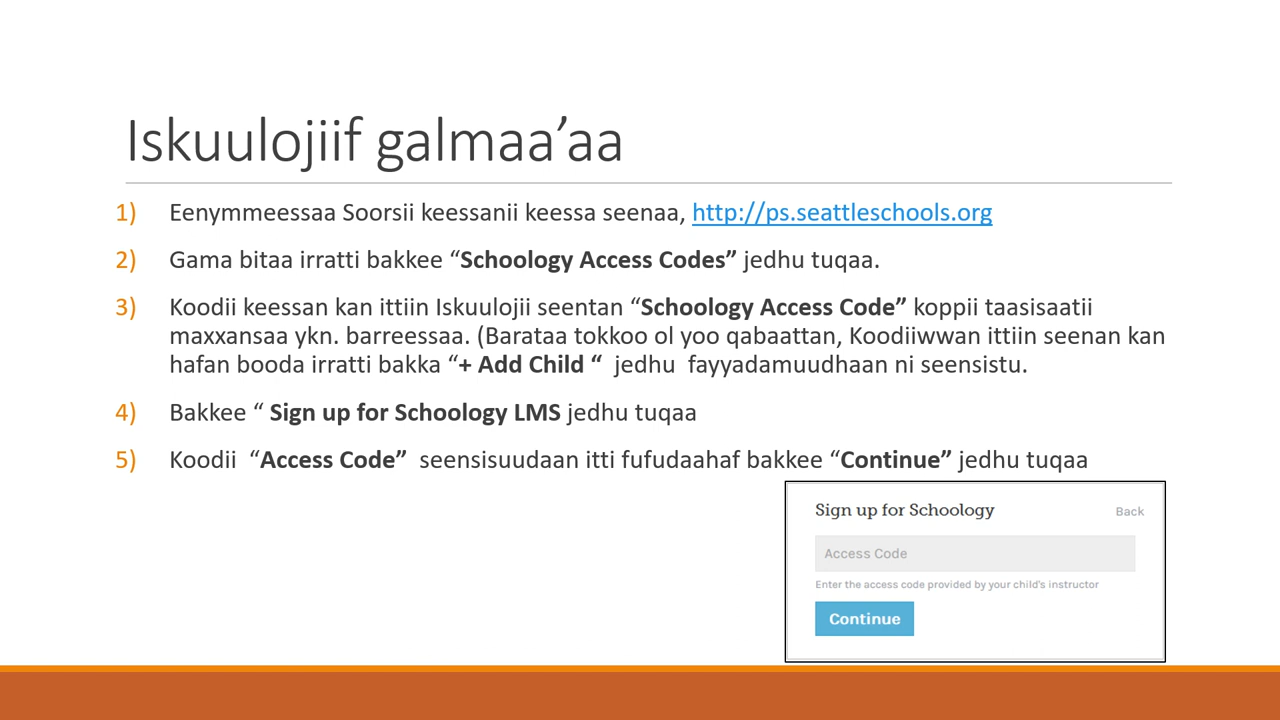 Iskuulojiif galmaa’aa
1) Eenymmeessaa Soorsii keessanii keessa seenaa, http://ps.seattleschools.org
2) Gama bitaa irratti bakkee “Schoology Access Codes” jedhu tuqaa.
3) Koodii keessan kan ittiin Iskuulojii seentan “Schoology Access Code” koppii taasisaatii
maxxansaa ykn. barreessaa. (Barataa tokkoo ol yoo qabaattan, Koodiiwwan ittiin seenan kan
hafan booda irratti bakka “+ Add Child “ jedhu fayyadamuudhaan ni seensistu.
4) Bakkee “ Sign up for Schoology LMS jedhu tuqaa
5) Koodii “Access Code” seensisuudaan itti fufudaahaf bakkee “Continue” jedhu tuqaa
Sign up for Schoology Back
Access Code
Enter the access code provided by your child's instructor
Continue